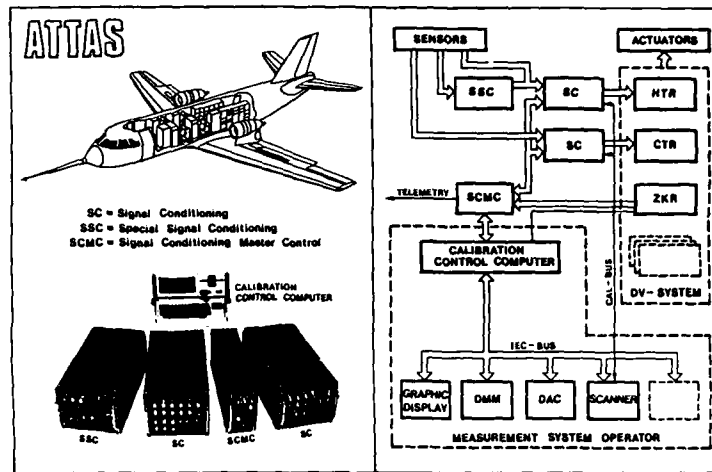 ATTAS
SC = Signal Conditioning
SSC = Special Signal Conditioning
SCMC = Signal Conditioning Master Control
CALIBRATION
CONTROL COMPUTER
SSC
SC
SCMC
SC
SENSORS
ACTUATORS
SSC
SC
HTR
SC
CTR
TELEMETRY
SCMC
ZKR
CALIBRATION
CONTROL COMPUTER
CAL-BUS
DV-SYSTEM
IEC-BUS
GRAPHIC
DISPLAY
DMM
DAC
SCANNER
MEASUREMENT SYSTEM OPERATOR